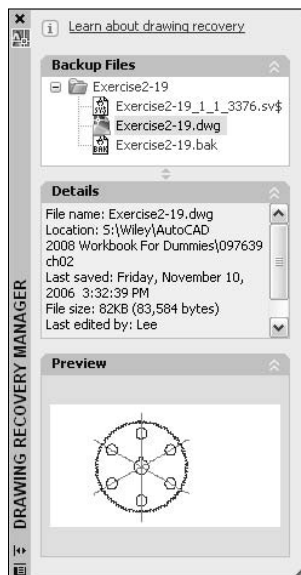 Learn about drawing recovery
Backup Files
Exercise2-19
Exercise2-19_1_1_3376.sv$
Exercise2-19.dwg
Exercise2-19.bak
Details
File name: Exercise2-19.dwg
Location: S:\Wiley\AutoCAD
2008 Workbook For Dummies\097639
ch02
Last saved: Friday, November 10,
2006 3:32:39 PM
File size: 82KB (83,584 bytes)
Last edited by: Lee
Preview
DRAWING RECOVERY MANAGER